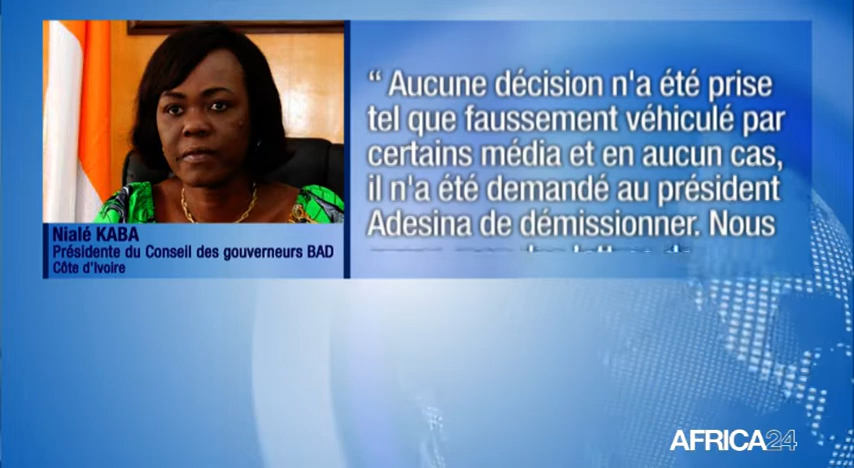 Nialé KABA
Présidente du Conseil des gouverneurs BAD
Côte d'Ivoire
“ Aucune décision n'a été prise
tel que faussement véhiculé par
certains média et en aucun cas,
il n'a été demandé au président
Adesina de démissionner. Nous
AFRICA24